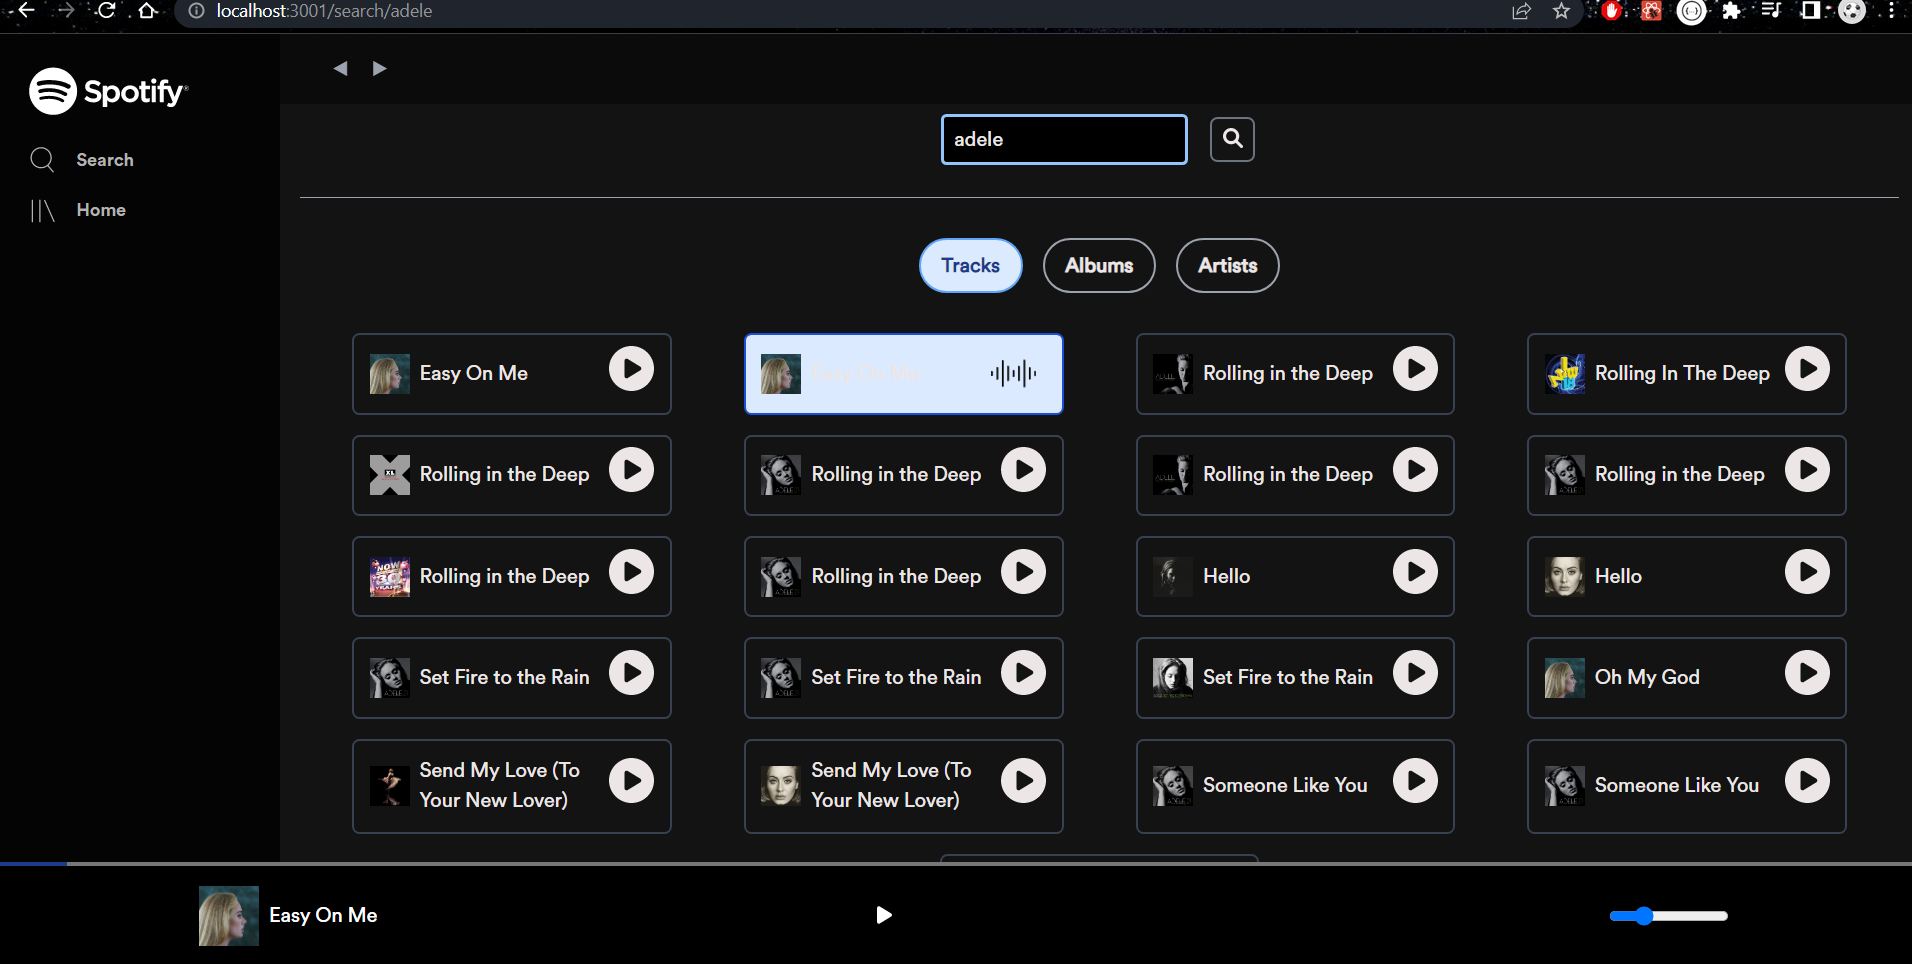 localhost:3001/search/adele
Spotify®
Search
Home
adele
Tracks
Albums
Artists
Easy On Me
Easy On Me
Rolling in the Deep
Rolling In The Deep
Rolling in the Deep
Rolling in the Deep
Rolling in the Deep
Rolling in the Deep
Rolling in the Deep
Rolling in the Deep
Hello
Hello
Set Fire to the Rain
Set Fire to the Rain
Set Fire to the Rain
Oh My God
Send My Love (To
Your New Lover)
Send My Love (To
Your New Lover)
Someone Like You
Someone Like You
Easy On Me